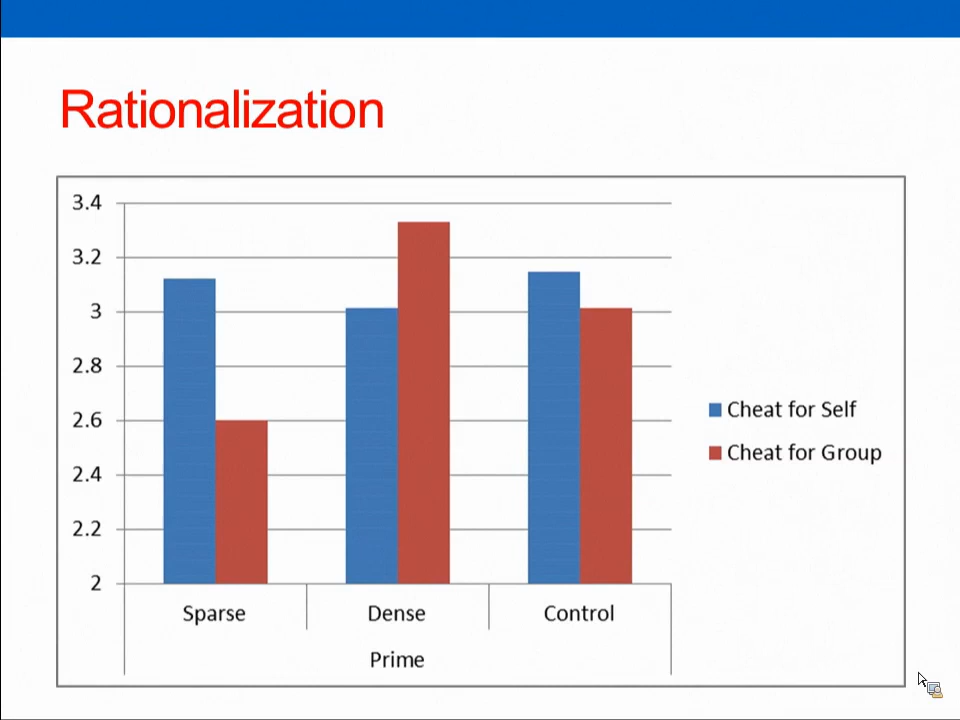 Rationalization
3.4
3.2
3
2.8
2.6
2.4
2.2
2
Sparse Dense Control
Prime
Cheat for Self
Cheat for Group